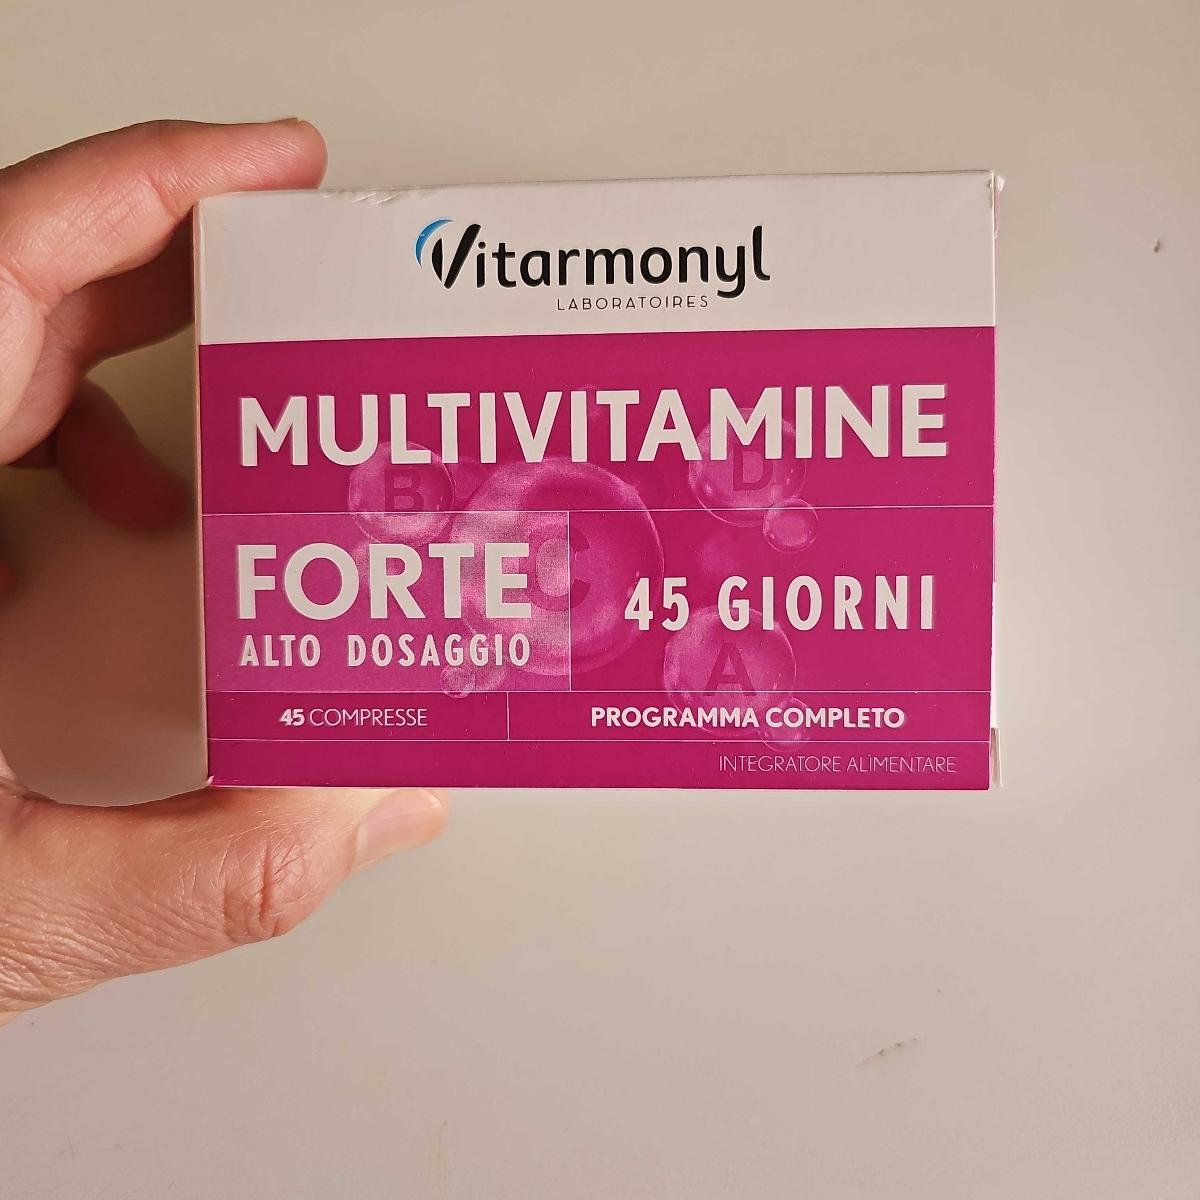 Vitarmonyl
LABORATOIRES
MULTIVITAMINE
B
D
C
FORTE
ALTO DOSAGGIO
45 GIORNI
A
45 COMPRESSE
PROGRAMMA COMPLETO
INTEGRATORE ALIMENTARE